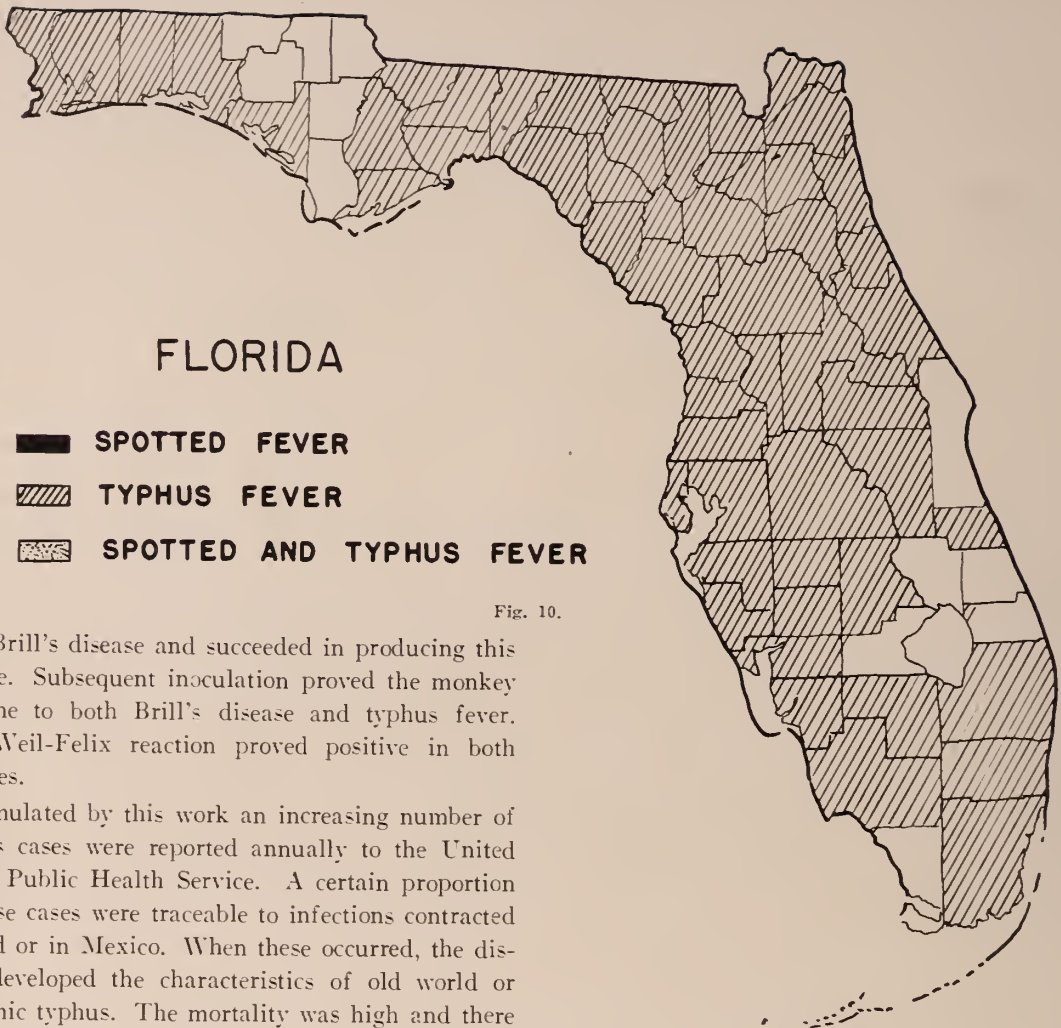 FLORIDA
SPOTTED FEVER
TYPHUS FEVER
SPOTTED AND TYPHUS FEVER
Fig. 10.
Brill's disease and succeeded in producing this
e. Subsequent inoculation proved the monkey
ne to both Brill's disease and typhus fever.
Weil-Felix reaction proved positive in both
es.
nulated by this work an increasing number of
s cases were reported annually to the United
Public Health Service. A certain proportion
se cases were traceable to infections contracted
d or in Mexico. When these occurred, the dis-
developed the characteristics of old world or
nic typhus. The mortality was high and there